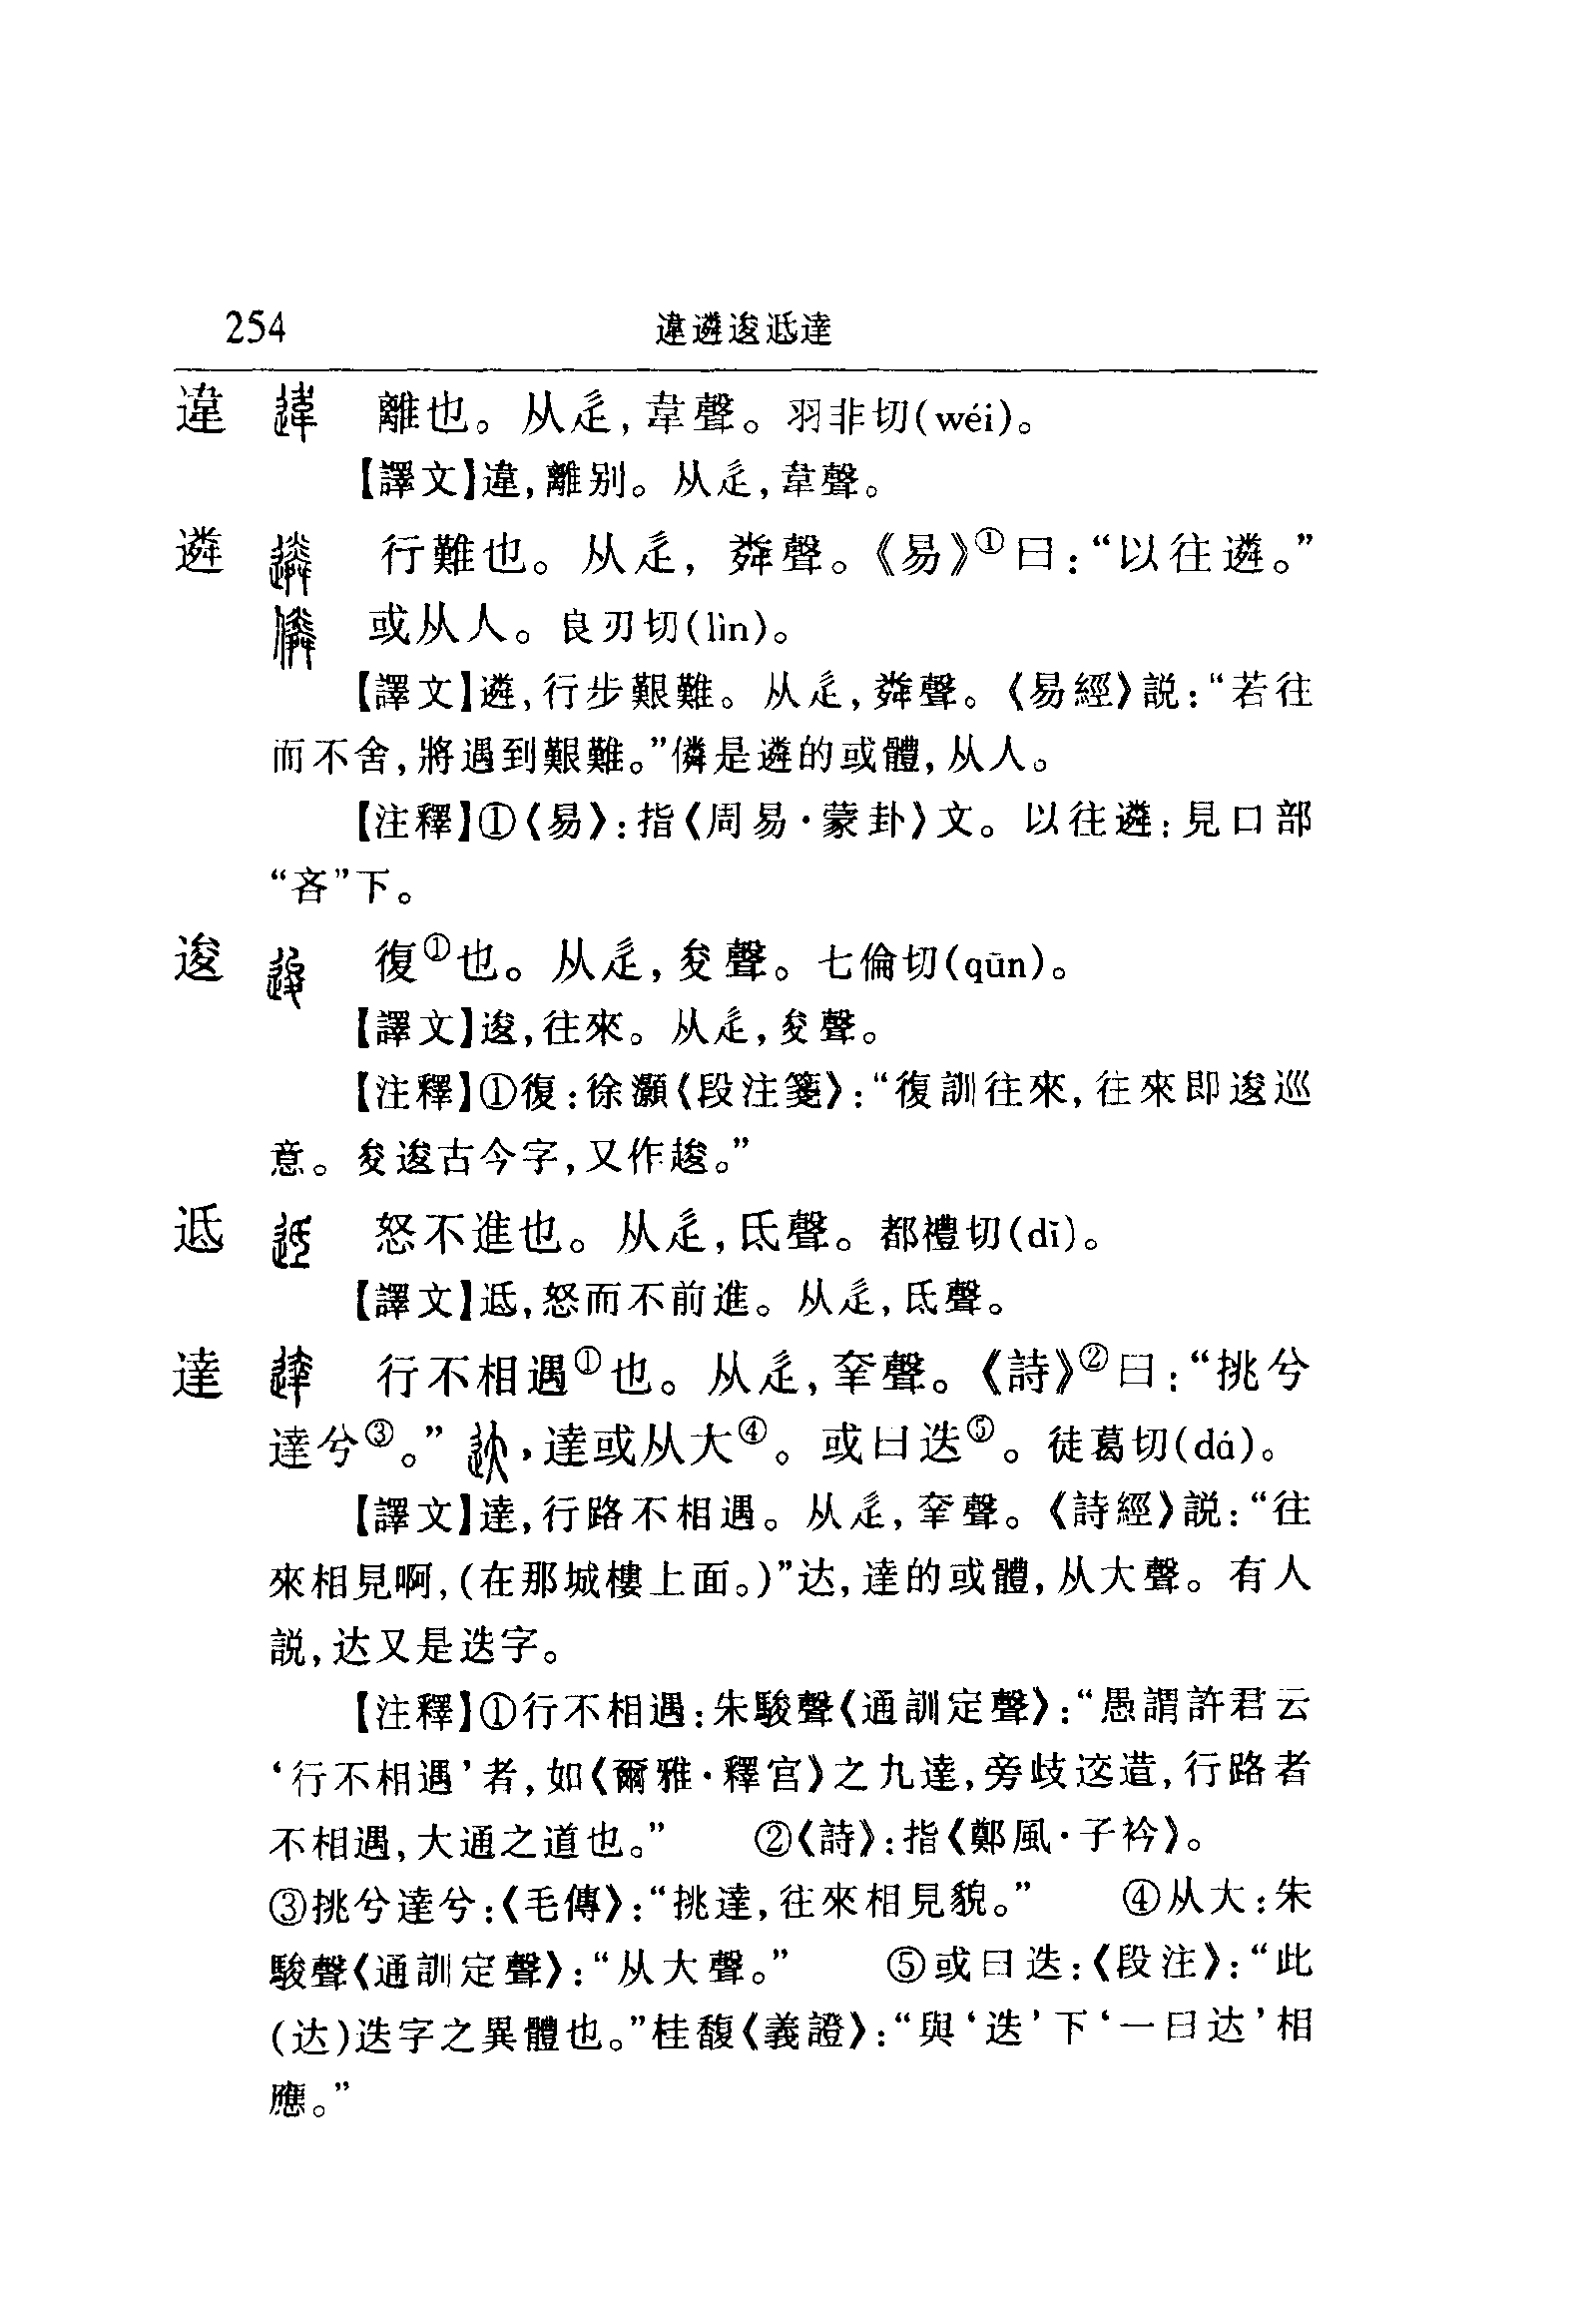 254 違遴逡迡達
違 離也。从辵,韋聲。羽非切(wéi)。
【譯文】違,離别。从辵,韋聲。
遴 行難也。从辵,粦聲。《易》①曰:“以往遴。”
或从人。良刃切(lìn)。
【譯文】遴,行步艱難。从辵,粦聲。《易經》説:“若往
而不舍,將遇到艱難。”僯是遴的或體,从人。
【注釋】①《易》:指《周易·蒙卦》文。以往遴:見口部
“吝”下。
逡 復①也。从辵,夋聲。七倫切(qūn)。
【譯文】逡,往來。从辵,夋聲。
【注釋】①復:徐灝《段注箋》:“復訓往來,往來即逡巡
意。夋逡古今字,又作䞭。”
𨒛 怒不進也。从辵,氐聲。都禮切(dǐ)。
【譯文】𨒛,怒而不前進。从辵,氐聲。
達 行不相遇①也。从辵,羍聲。《詩》②曰:“挑兮
達兮③。”达,達或从大④。或曰迭⑤。徒葛切(dá)。
【譯文】達,行路不相遇。从辵,羍聲。《詩經》説:“往
來相見啊,(在那城樓上面。)”达,達的或體,从大聲。有人
説,达又是迭字。
【注釋】①行不相遇:朱駿聲《通訓定聲》:“愚謂許君云
‘行不相遇’者,如《爾雅·釋宫》之九達,旁歧迻造,行路者
不相遇,大通之道也。” ②《詩》:指《鄭風·子衿》。
③挑兮達兮:《毛傳》:“挑達,往來相見貌。” ④从大:朱
駿聲《通訓定聲》:“从大聲。” ⑤或曰迭:《段注》:“此
(达)迭字之異體也。”桂馥《義證》:“與‘迭’下‘一曰达’相
應。”